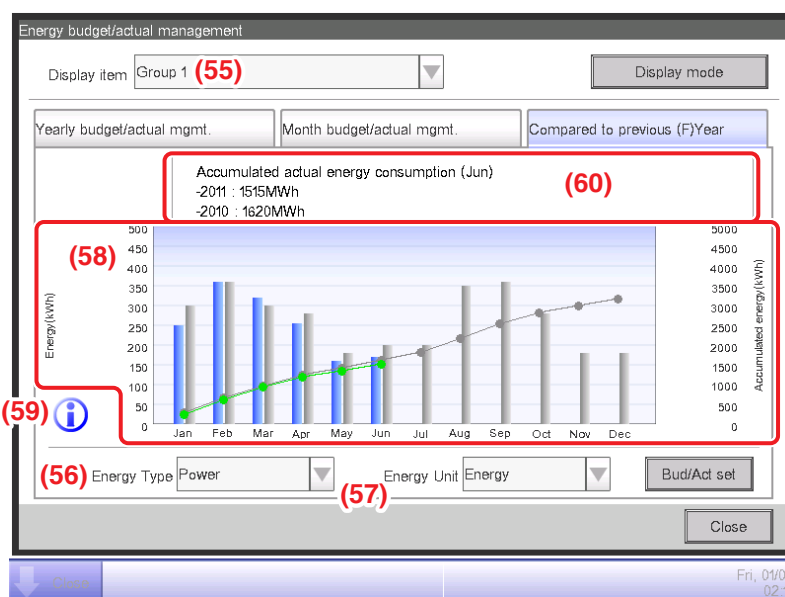 Energy budget/actual management
Display item Group 1 (55) Display mode
Yearly budget/actual mgmt. Month budget/actual mgmt. Compared to previous (F)Year
Accumulated actual energy consumption (Jun)
-2011 : 1515MWh
-2010 : 1620MWh
(60)
(58)
Energy(kWh)
500
450
400
350
300
250
200
150
100
50
0
Jan Feb Mar Apr May Jun Jul Aug Sep Oct Nov Dec
5000
4500
4000
3500
3000
2500
2000
1500
1000
500
0
Accumulated energy(kWh)
(59) i
(56) Energy Type Power (57) Energy Unit Energy Bud/Act set
Close
Fri, 01/0